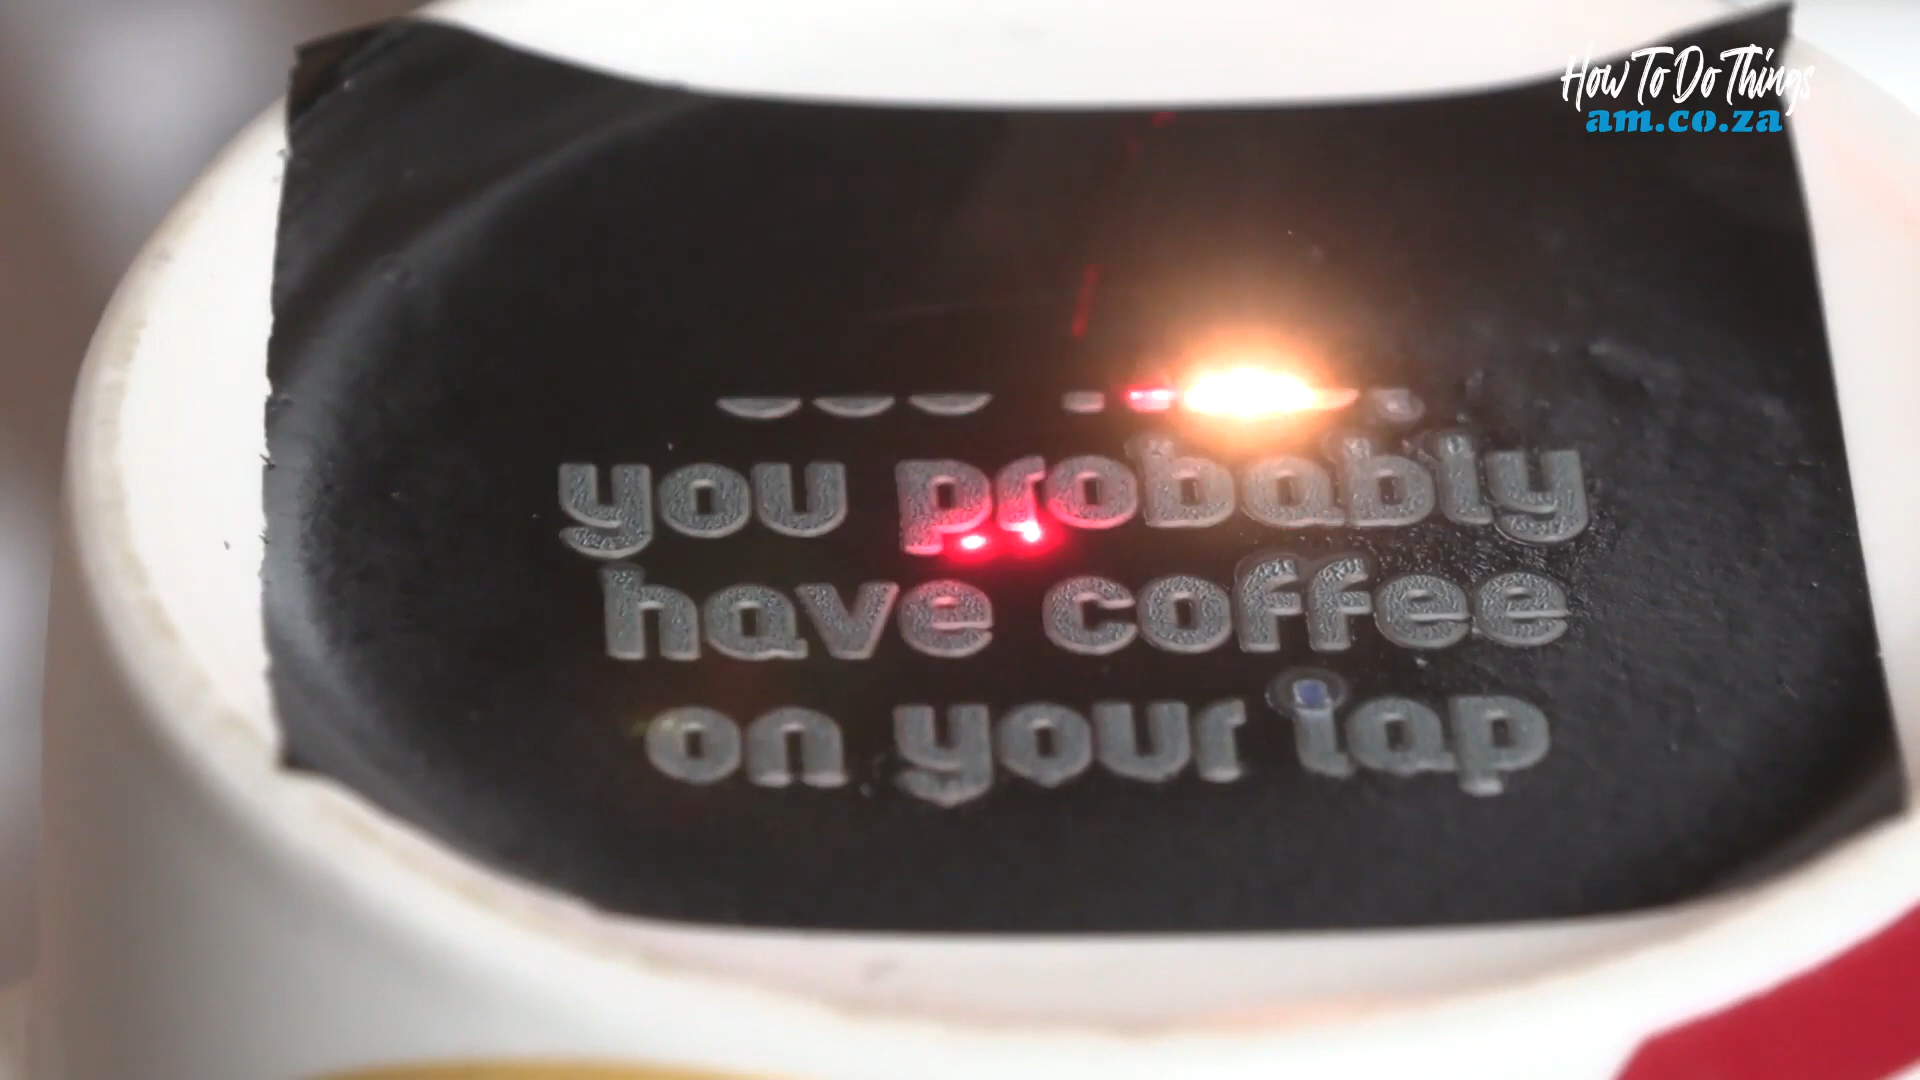 How To Do Things
am.co.za
you probably
have coffee
on your lap